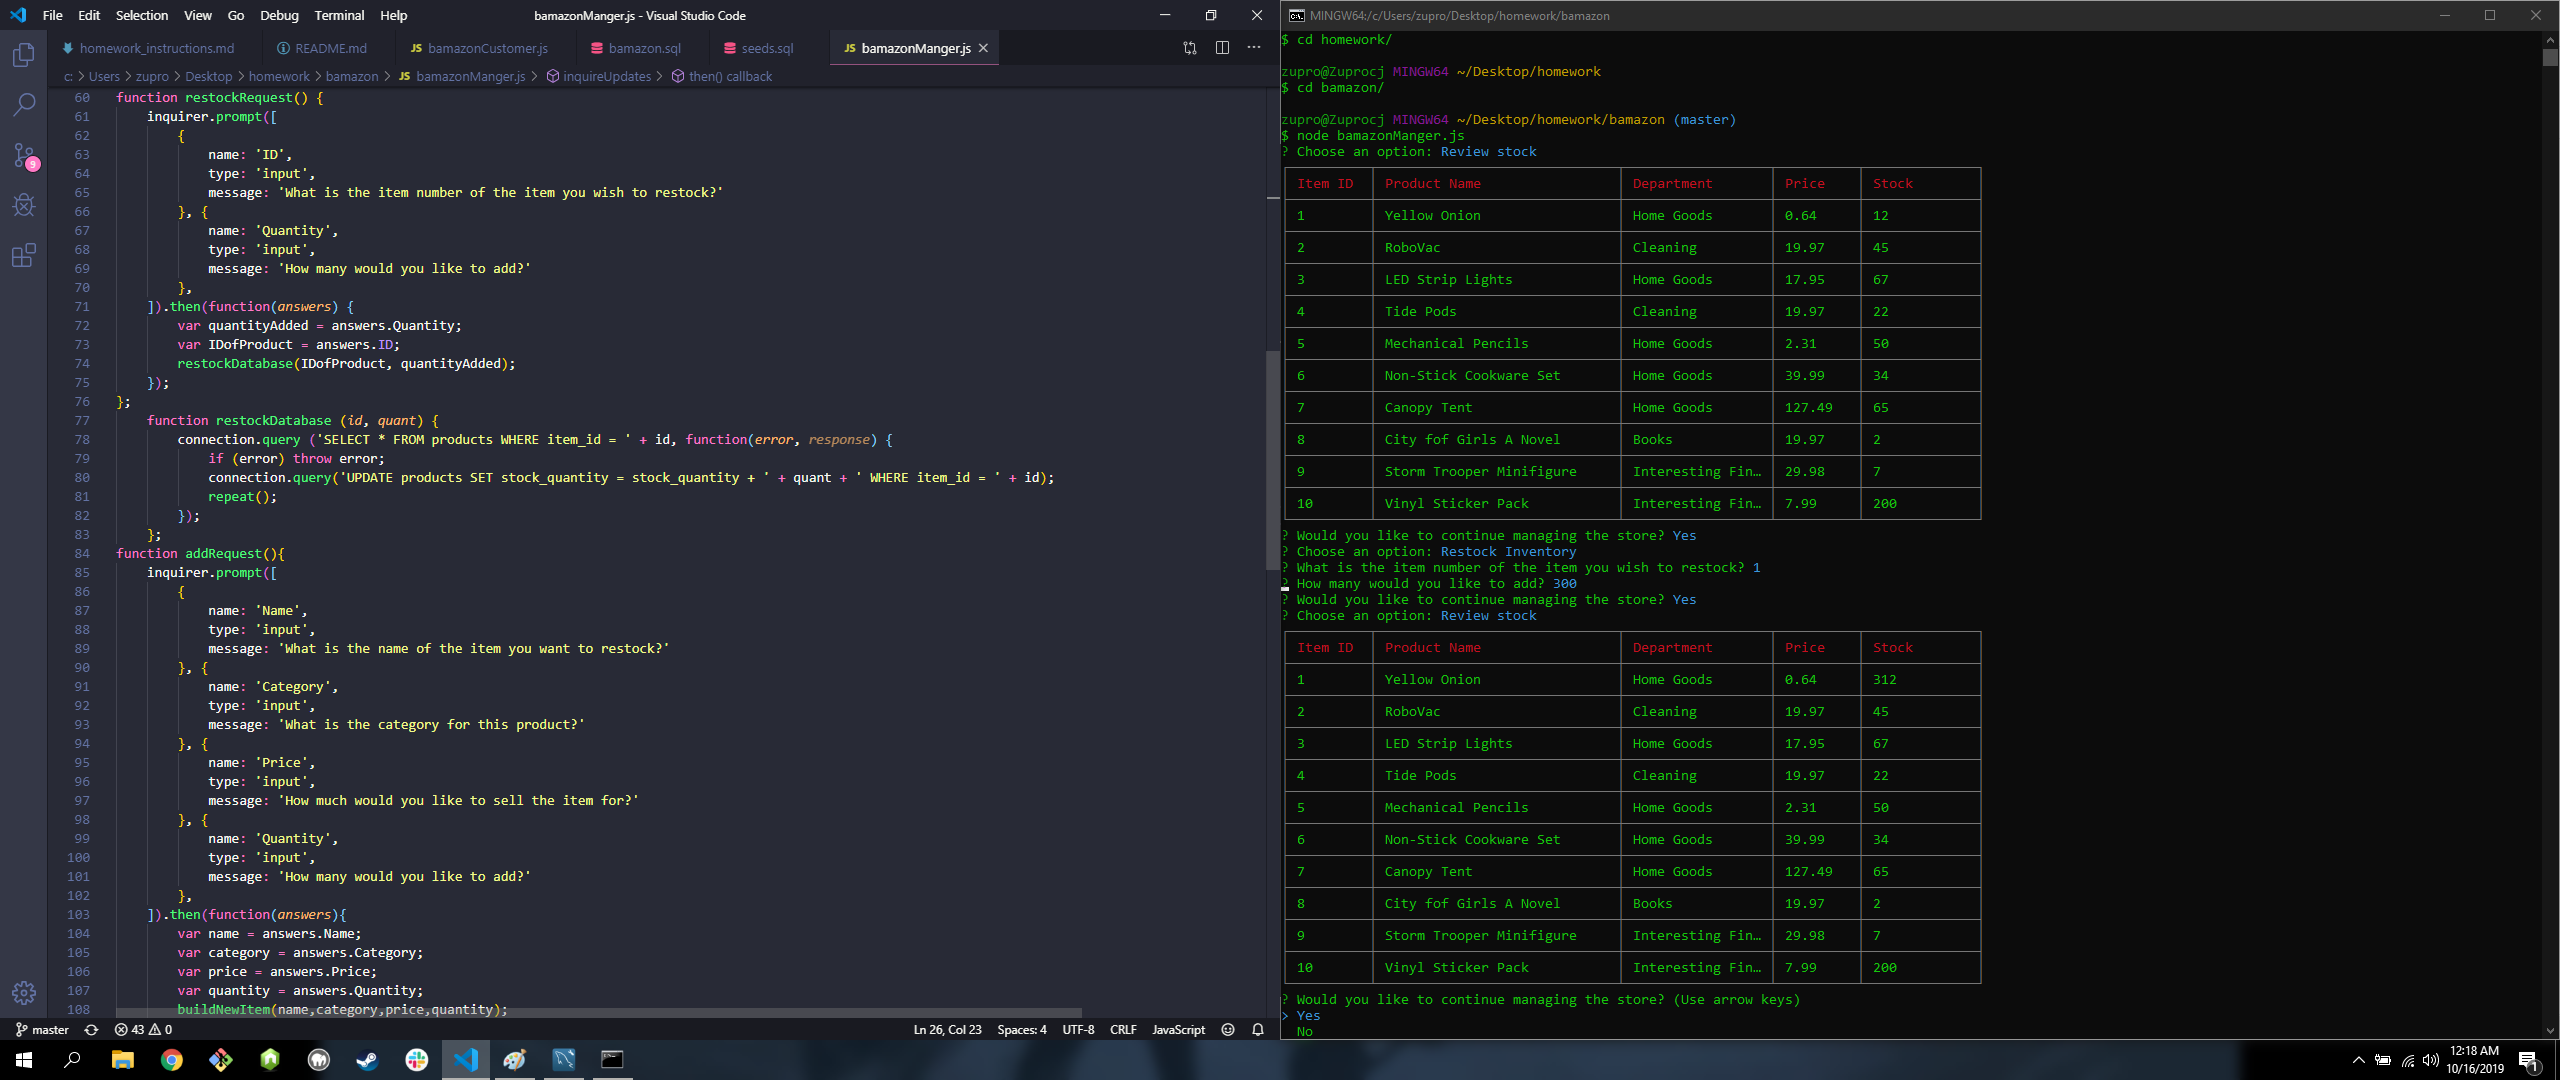 File Edit Selection View Go Debug Terminal Help bamazonManger.js - Visual Studio Code
homework_instructions.md README.md JS bamazonCustomer.js bamazon.sql seeds.sql JS bamazonManger.js
c: > Users > zupro > Desktop > homework > bamazon > JS bamazonManger.js > inquireUpdates > then() callback
60 function restockRequest() {
61 inquirer.prompt([
62 {
63 name: 'ID',
64 type: 'input',
65 message: 'What is the item number of the item you wish to restock?'
66 }, {
67 name: 'Quantity',
68 type: 'input',
69 message: 'How many would you like to add?'
70 },
71 ]).then(function(answers) {
72 var quantityAdded = answers.Quantity;
73 var IDofProduct = answers.ID;
74 restockDatabase(IDofProduct, quantityAdded);
75 });
76 };
77 function restockDatabase (id, quant) {
78 connection.query ('SELECT * FROM products WHERE item_id = ' + id, function(error, response) {
79 if (error) throw error;
80 connection.query('UPDATE products SET stock_quantity = stock_quantity + ' + quant + ' WHERE item_id = ' + id);
81 repeat();
82 });
83 };
84 function addRequest(){
85 inquirer.prompt([
86 {
87 name: 'Name',
88 type: 'input',
89 message: 'What is the name of the item you want to restock?'
90 }, {
91 name: 'Category',
92 type: 'input',
93 message: 'What is the category for this product?'
94 }, {
95 name: 'Price',
96 type: 'input',
97 message: 'How much would you like to sell the item for?'
98 }, {
99 name: 'Quantity',
100 type: 'input',
101 message: 'How many would you like to add?'
102 },
103 ]).then(function(answers){
104 var name = answers.Name;
105 var category = answers.Category;
106 var price = answers.Price;
107 var quantity = answers.Quantity;
108 buildNewItem(name,category,price,quantity);
9
master 43 0 Ln 26, Col 23 Spaces: 4 UTF-8 CRLF JavaScript
MINGW64:/c/Users/zupro/Desktop/homework/bamazon
$ cd homework/
zupro@Zuprocj MINGW64 ~/Desktop/homework
$ cd bamazon/
zupro@Zuprocj MINGW64 ~/Desktop/homework/bamazon (master)
$ node bamazonManger.js
? Choose an option: Review stock
Item ID Product Name Department Price Stock
1 Yellow Onion Home Goods 0.64 12
2 RoboVac Cleaning 19.97 45
3 LED Strip Lights Home Goods 17.95 67
4 Tide Pods Cleaning 19.97 22
5 Mechanical Pencils Home Goods 2.31 50
6 Non-Stick Cookware Set Home Goods 39.99 34
7 Canopy Tent Home Goods 127.49 65
8 City fof Girls A Novel Books 19.97 2
9 Storm Trooper Minifigure Interesting Fin… 29.98 7
10 Vinyl Sticker Pack Interesting Fin… 7.99 200
? Would you like to continue managing the store? Yes
? Choose an option: Restock Inventory
? What is the item number of the item you wish to restock? 1
? How many would you like to add? 300
? Would you like to continue managing the store? Yes
? Choose an option: Review stock
Item ID Product Name Department Price Stock
1 Yellow Onion Home Goods 0.64 312
2 RoboVac Cleaning 19.97 45
3 LED Strip Lights Home Goods 17.95 67
4 Tide Pods Cleaning 19.97 22
5 Mechanical Pencils Home Goods 2.31 50
6 Non-Stick Cookware Set Home Goods 39.99 34
7 Canopy Tent Home Goods 127.49 65
8 City fof Girls A Novel Books 19.97 2
9 Storm Trooper Minifigure Interesting Fin… 29.98 7
10 Vinyl Sticker Pack Interesting Fin… 7.99 200
? Would you like to continue managing the store? (Use arrow keys)
> Yes
No
12:18 AM
10/16/2019
1